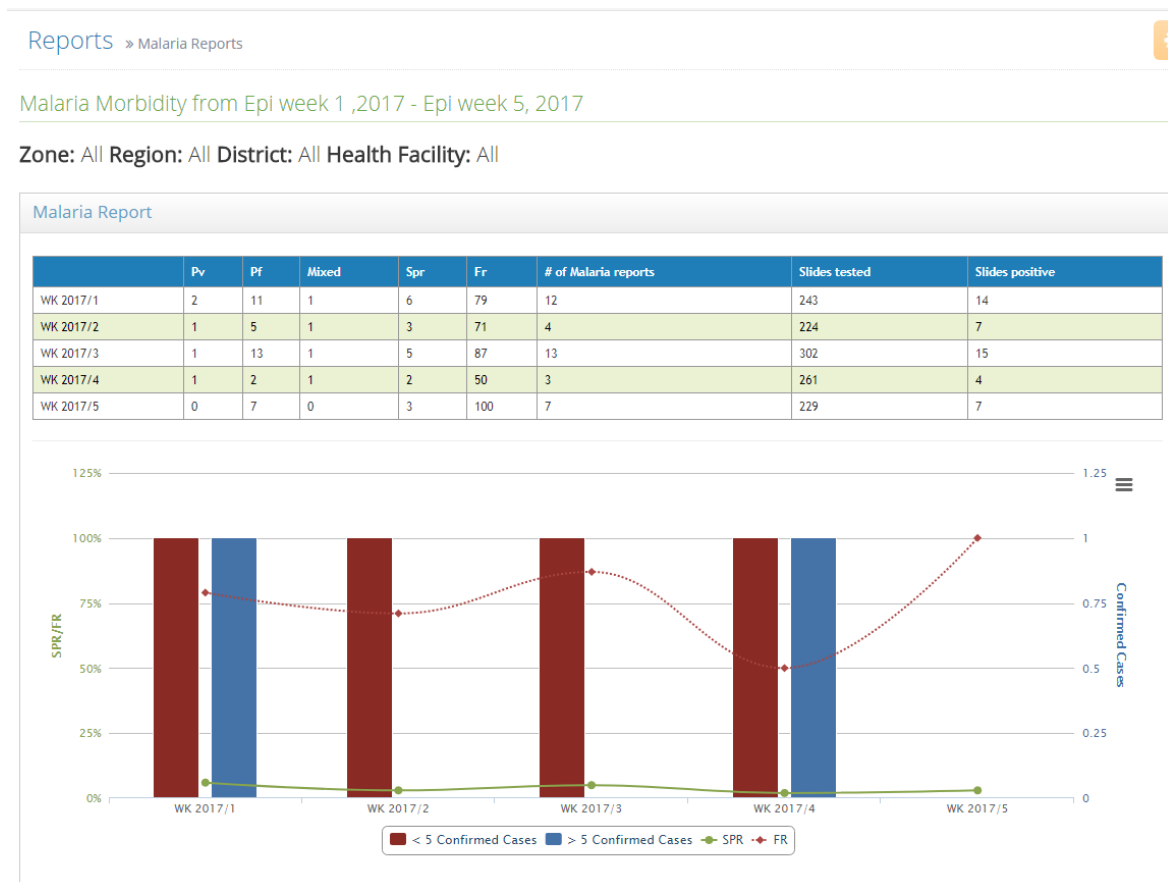 Reports » Malaria Reports
Malaria Morbidity from Epi week 1 ,2017 - Epi week 5, 2017
Zone: All Region: All District: All Health Facility: All
Malaria Report
Pv Pf Mixed Spr Fr # of Malaria reports Slides tested Slides positive
WK 2017/1 2 11 1 6 79 12 243 14
WK 2017/2 1 5 1 3 71 4 224 7
WK 2017/3 1 13 1 5 87 13 302 15
WK 2017/4 1 2 1 2 50 3 261 4
WK 2017/5 0 7 0 3 100 7 229 7
125% 1.25
100% 1
75% 0.75
50% 0.5
25% 0.25
0% 0
SPR/FR
Confirmed Cases
WK 2017/1 WK 2017/2 WK 2017/3 WK 2017/4 WK 2017/5
< 5 Confirmed Cases > 5 Confirmed Cases SPR FR